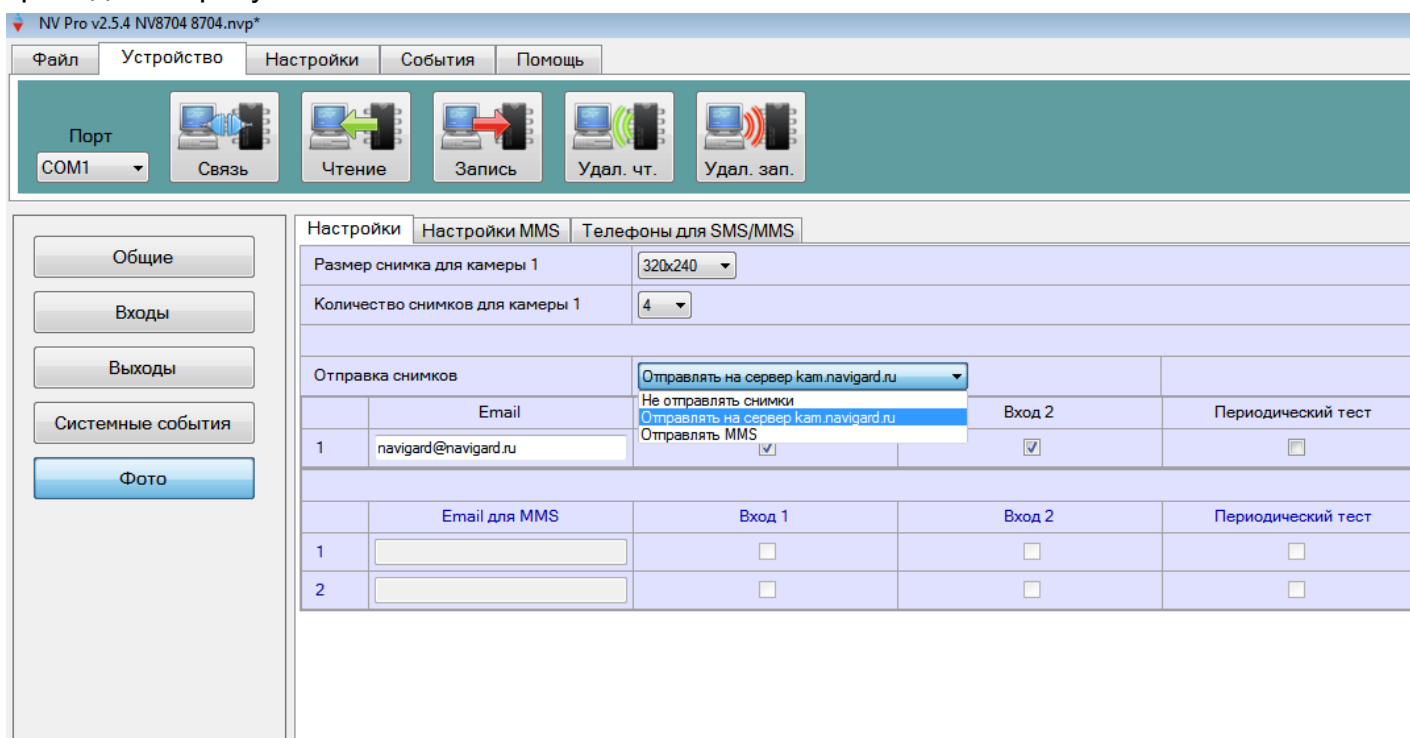 NV Pro v2.5.4 NV8704 8704.nvp*
Файл Устройство Настройки События Помощь
Порт
COM1 Связь Чтение Запись Удал. чт. Удал. зап.
Общие
Входы
Выходы
Системные события
Фото
Настройки Настройки MMS Телефоны для SMS/MMS
Размер снимка для камеры 1 320x240
Количество снимков для камеры 1 4
Отправка снимков Отправлять на сервер kam.navigard.ru
Не отправлять снимки
Отправлять на сервер kam.navigard.ru
Отправлять MMS
Email Вход 2 Периодический тест
1 navigard@navigard.ru
Email для MMS Вход 1 Вход 2 Периодический тест
1
2